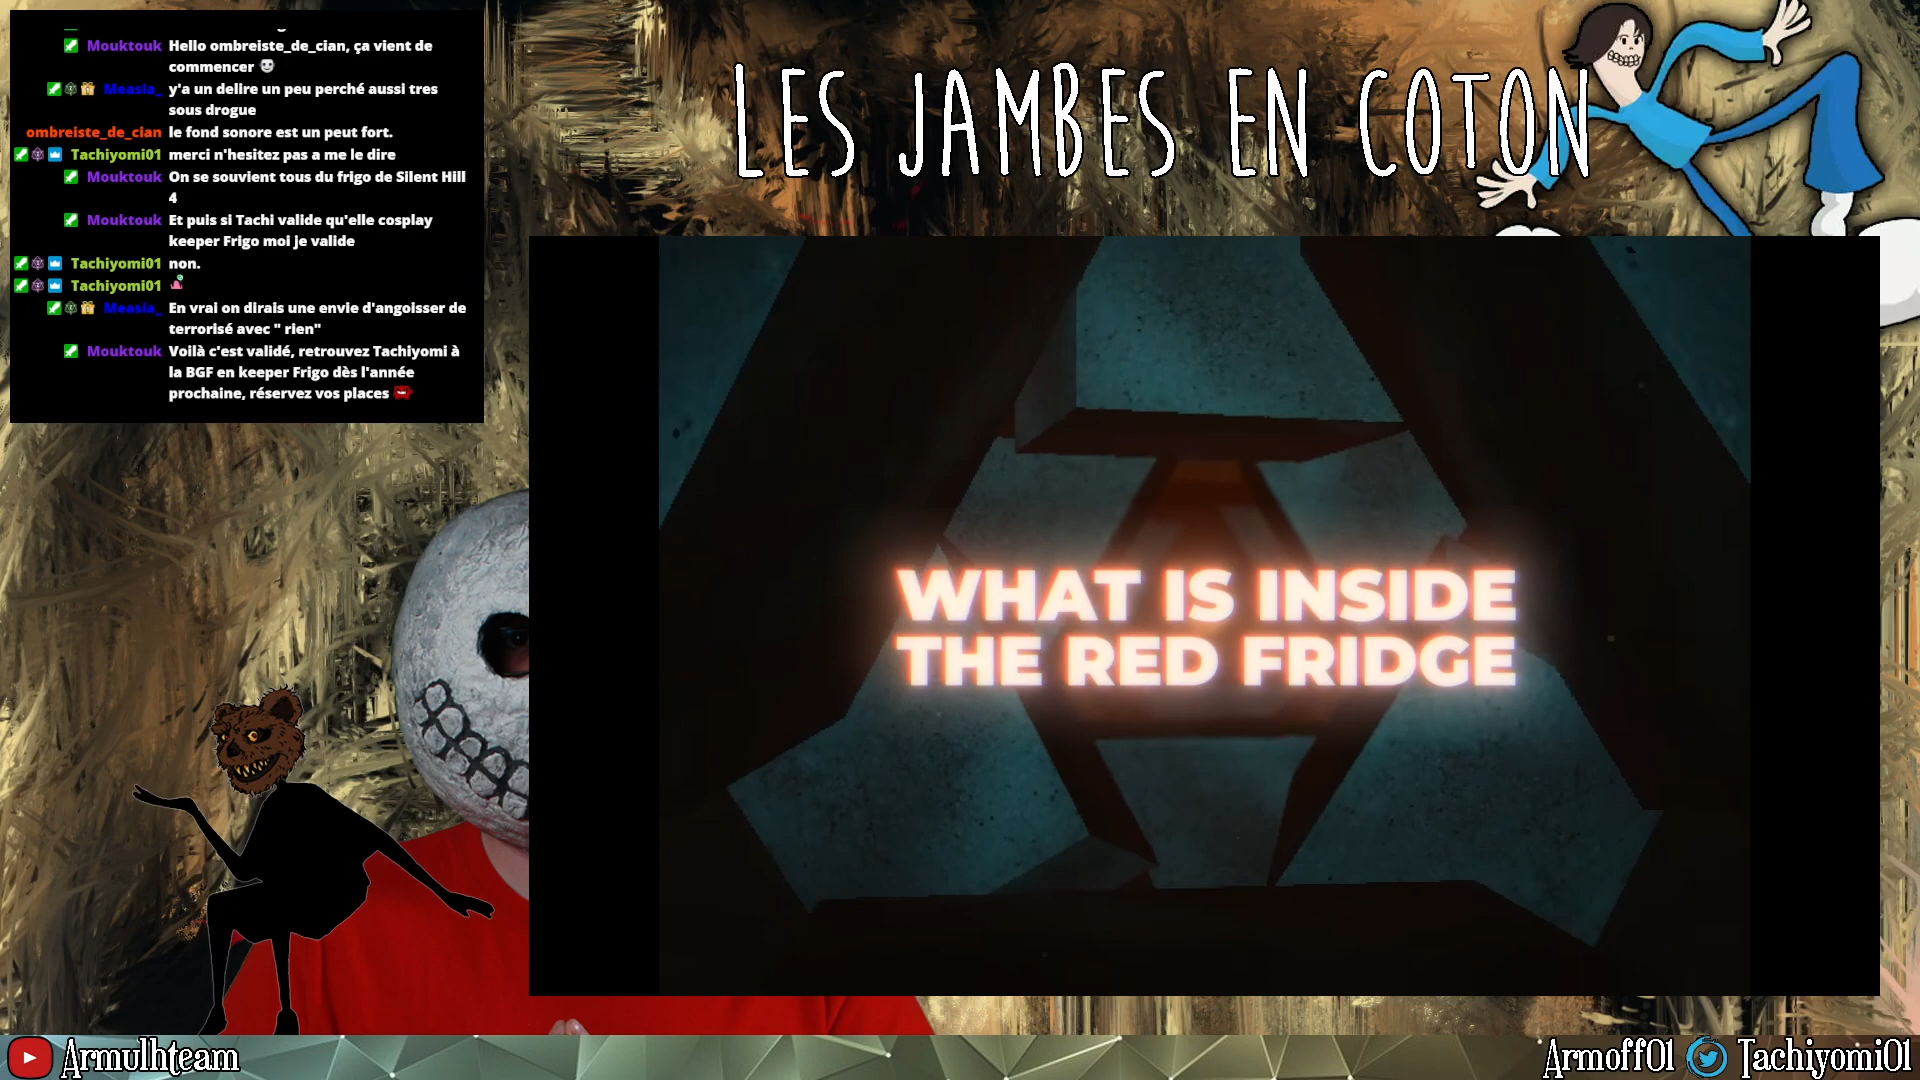 Mouktouk Hello ombreiste_de_cian, ça vient de
commencer
Measia_ y'a un delire un peu perché aussi tres
sous drogue
ombreiste_de_cian le fond sonore est un peut fort.
Tachiyomi01 merci n'hesitez pas a me le dire
Mouktouk On se souvient tous du frigo de Silent Hill
4
Mouktouk Et puis si Tachi valide qu'elle cosplay
keeper Frigo moi je valide
Tachiyomi01 non.
Tachiyomi01
Measia_ En vrai on dirais une envie d'angoisser de
terrorisé avec " rien"
Mouktouk Voilà c'est validé, retrouvez Tachiyomi à
la BGF en keeper Frigo dès l'année
prochaine, réservez vos places
LES JAMBES EN COTON
WHAT IS INSIDE
THE RED FRIDGE
Armulhteam
Armoff01 Tachiyomi01